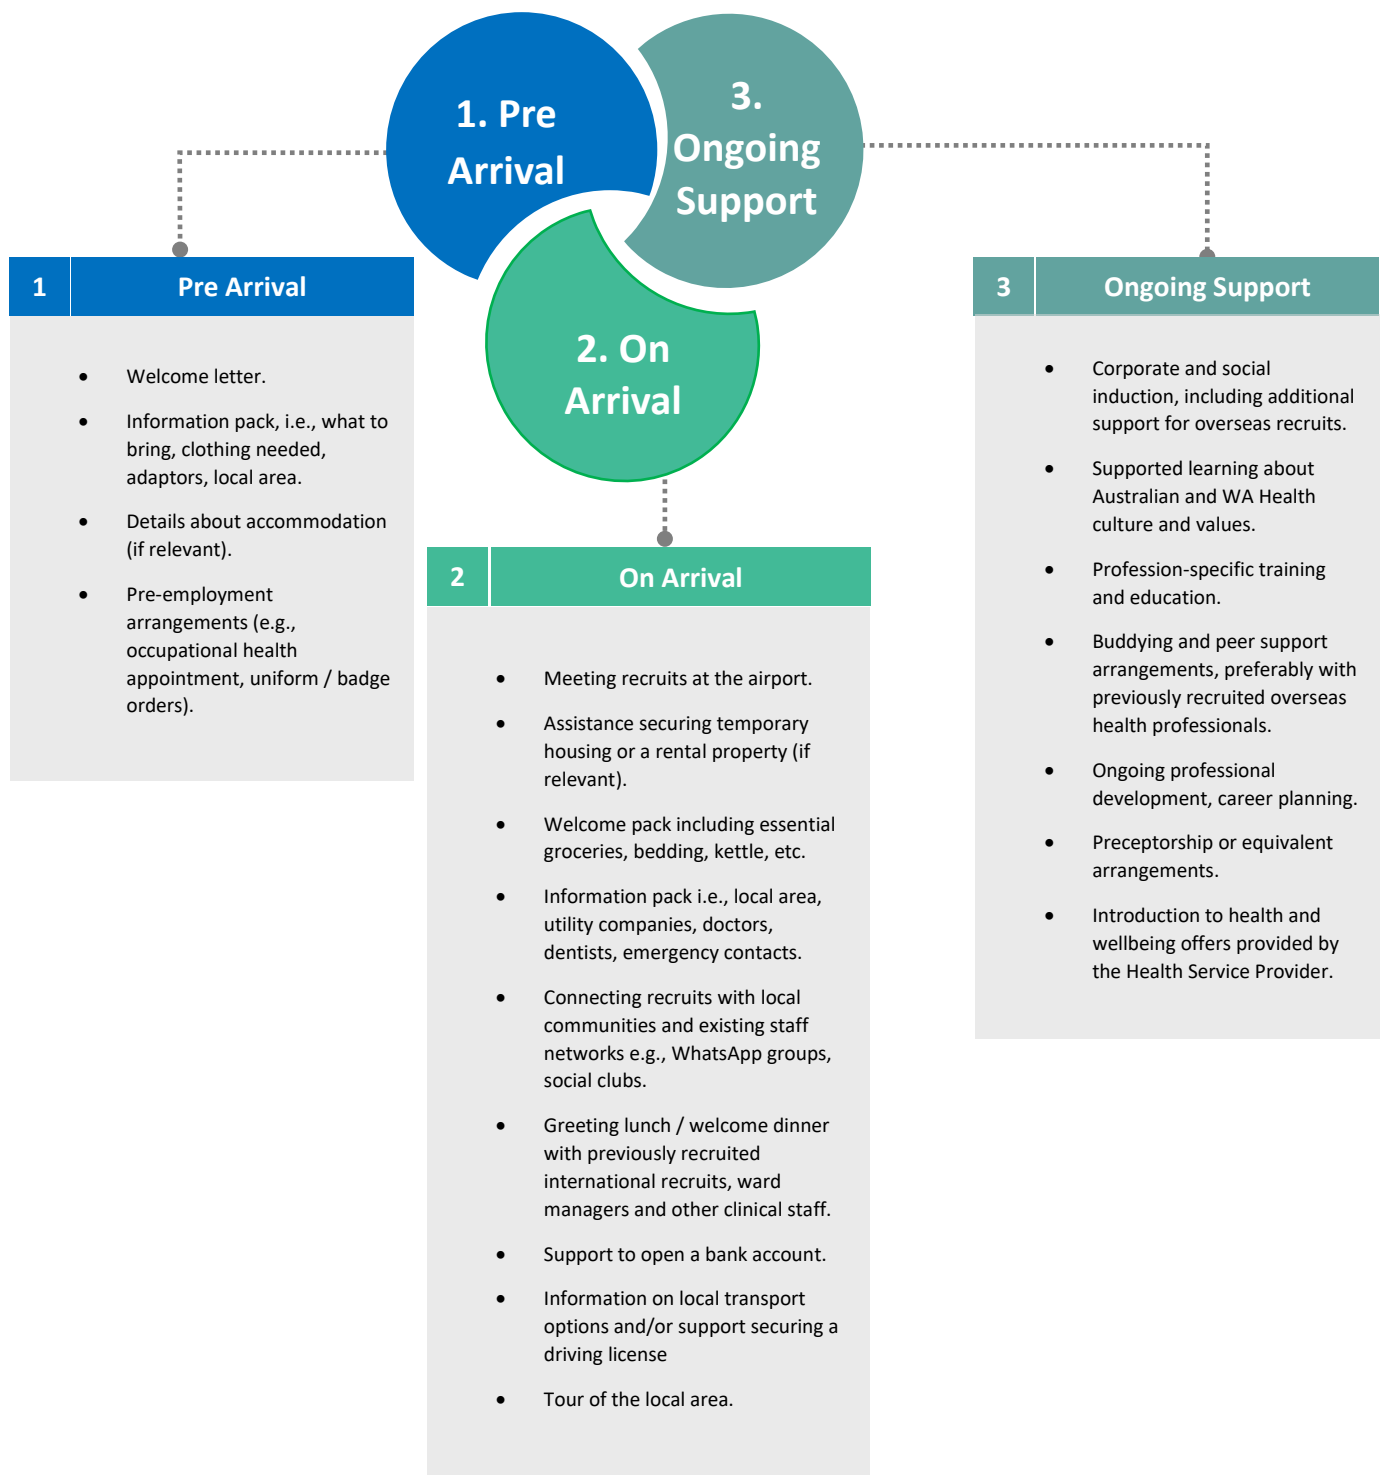 1. Pre
Arrival
3.
Ongoing
Support
2. On
Arrival
1
Pre Arrival
• Welcome letter.
• Information pack, i.e., what to
bring, clothing needed,
adaptors, local area.
• Details about accommodation
(if relevant).
• Pre-employment
arrangements (e.g.,
occupational health
appointment, uniform / badge
orders).
2
On Arrival
• Meeting recruits at the airport.
• Assistance securing temporary
housing or a rental property (if
relevant).
• Welcome pack including essential
groceries, bedding, kettle, etc.
• Information pack i.e., local area,
utility companies, doctors,
dentists, emergency contacts.
• Connecting recruits with local
communities and existing staff
networks e.g., WhatsApp groups,
social clubs.
• Greeting lunch / welcome dinner
with previously recruited
international recruits, ward
managers and other clinical staff.
• Support to open a bank account.
• Information on local transport
options and/or support securing a
driving license
• Tour of the local area.
3
Ongoing Support
• Corporate and social
induction, including additional
support for overseas recruits.
• Supported learning about
Australian and WA Health
culture and values.
• Profession-specific training
and education.
• Buddying and peer support
arrangements, preferably with
previously recruited overseas
health professionals.
• Ongoing professional
development, career planning.
• Preceptorship or equivalent
arrangements.
• Introduction to health and
wellbeing offers provided by
the Health Service Provider.